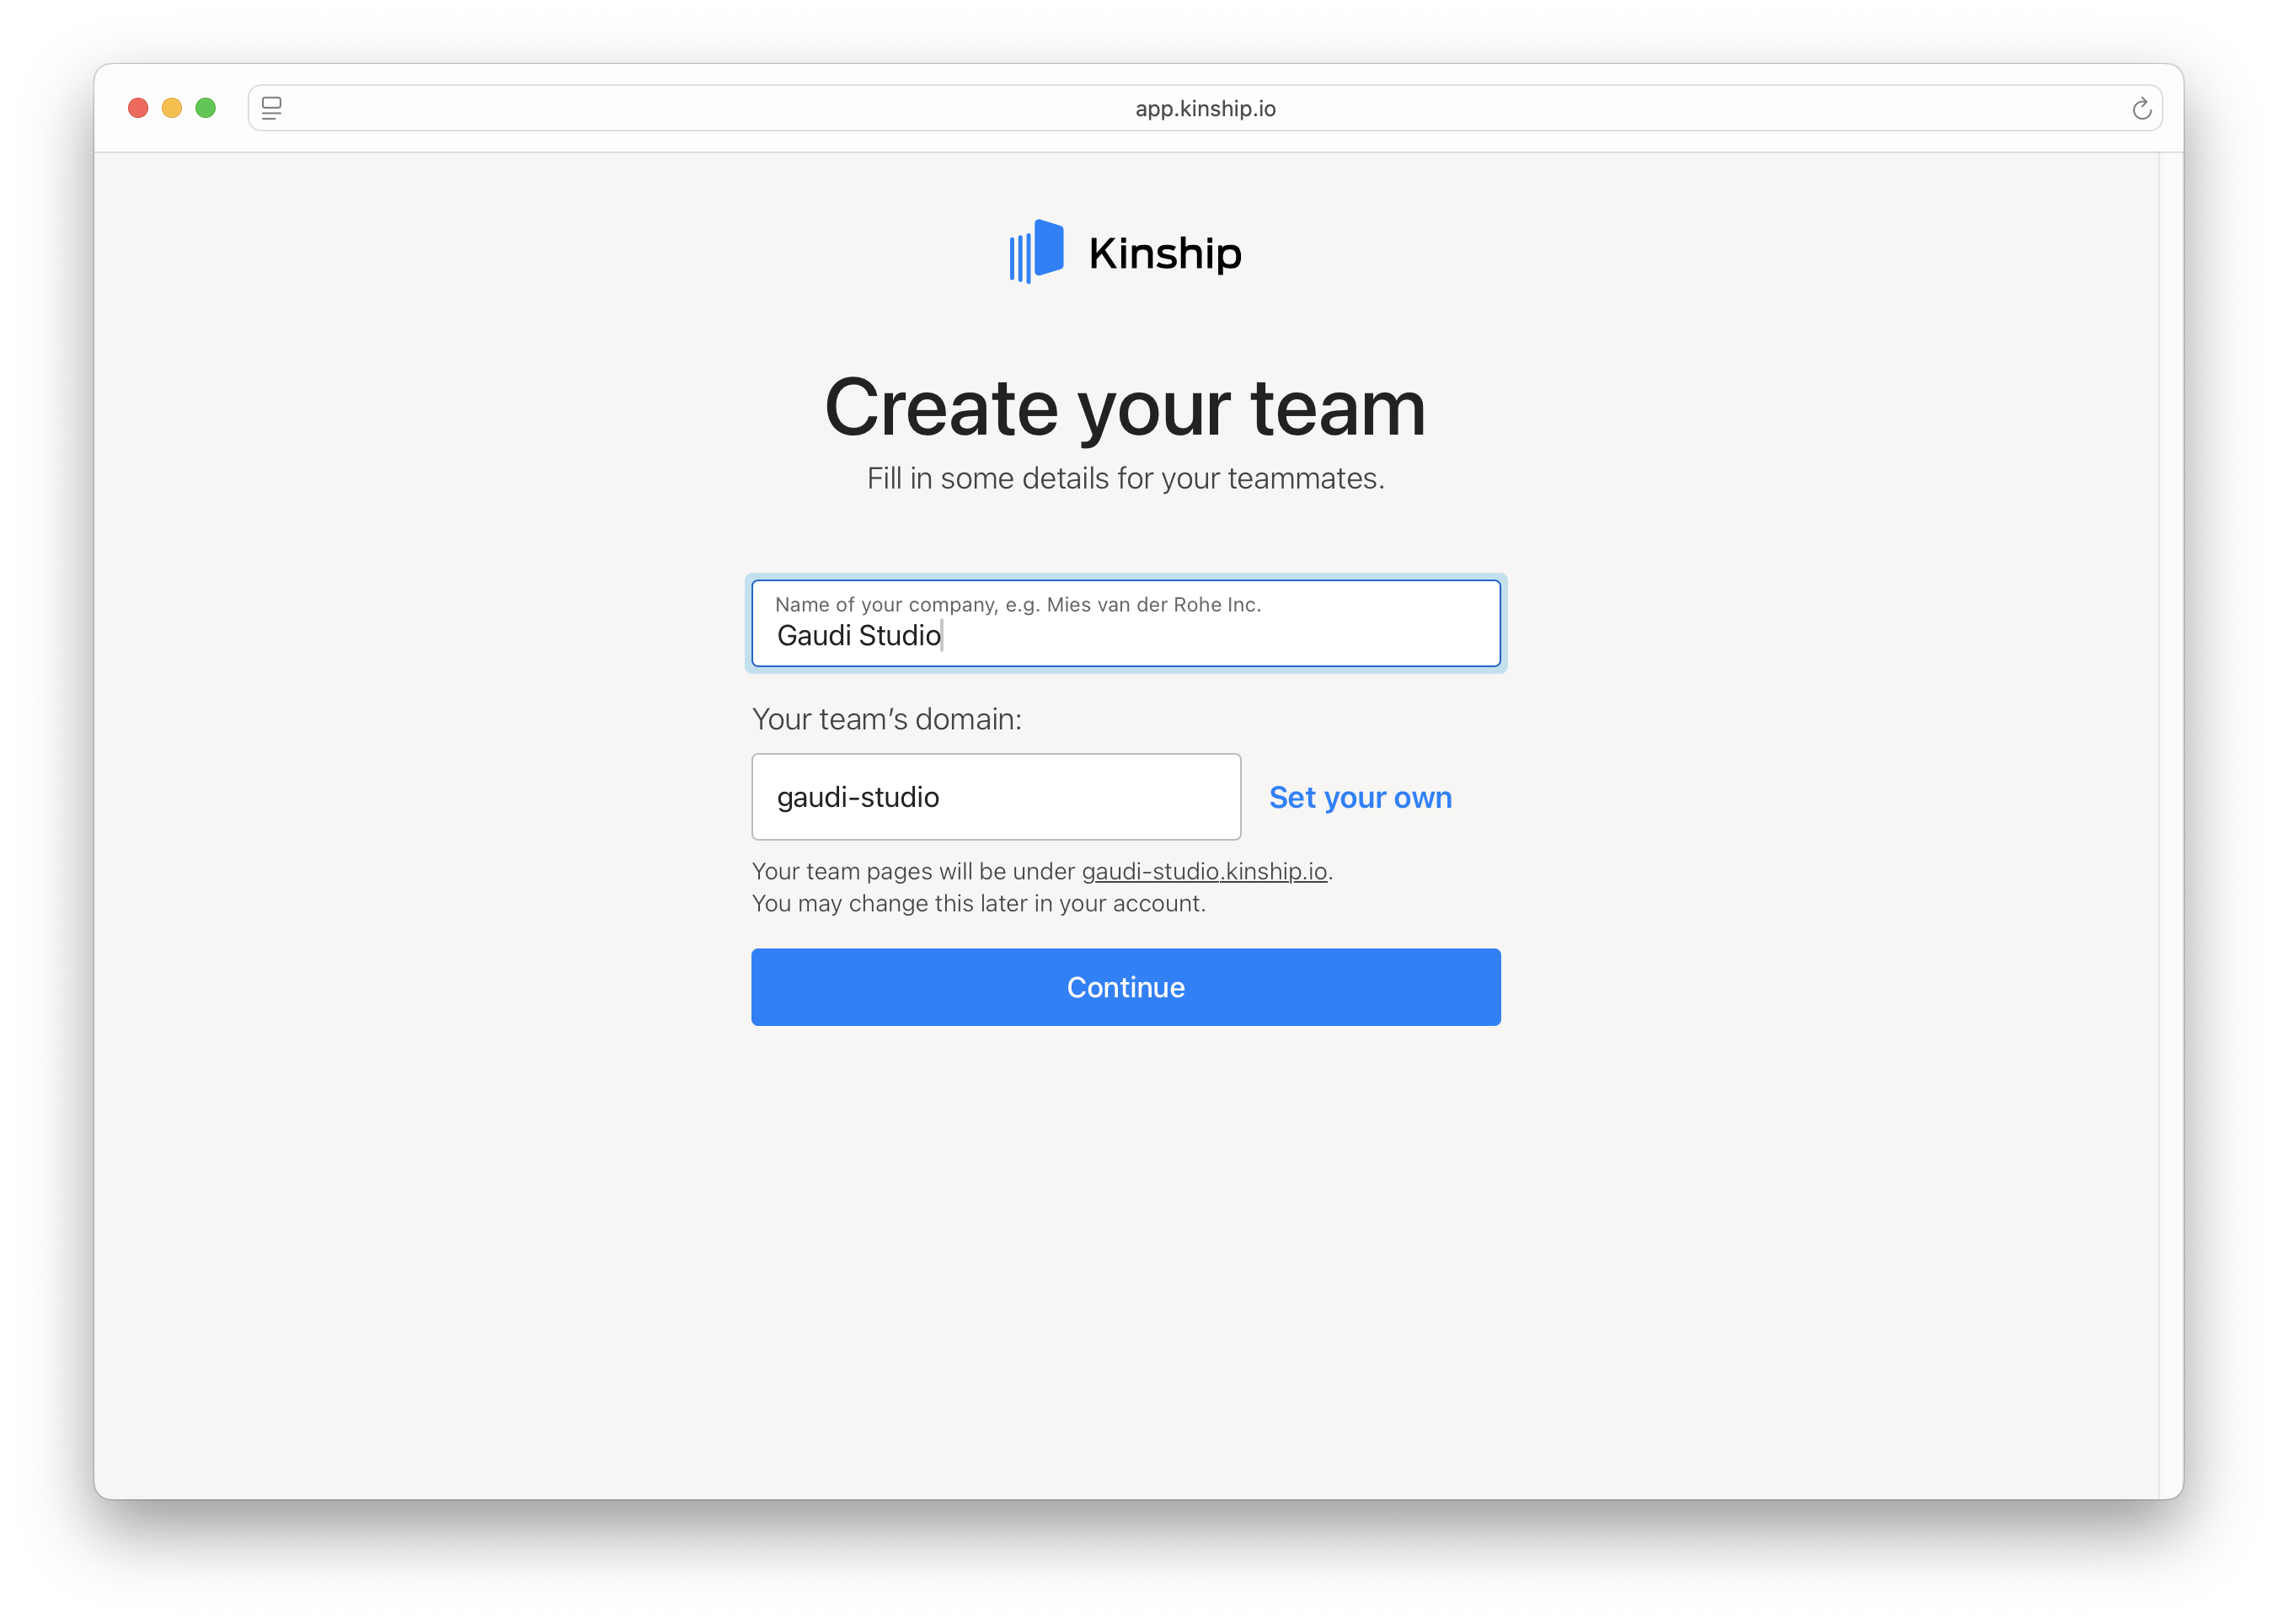 app.kinship.io
Kinship
Create your team
Fill in some details for your teammates.
Name of your company, e.g. Mies van der Rohe Inc.
Gaudi Studio
Your team’s domain:
gaudi-studio
Set your own
Your team pages will be under gaudi-studio.kinship.io.
You may change this later in your account.
Continue